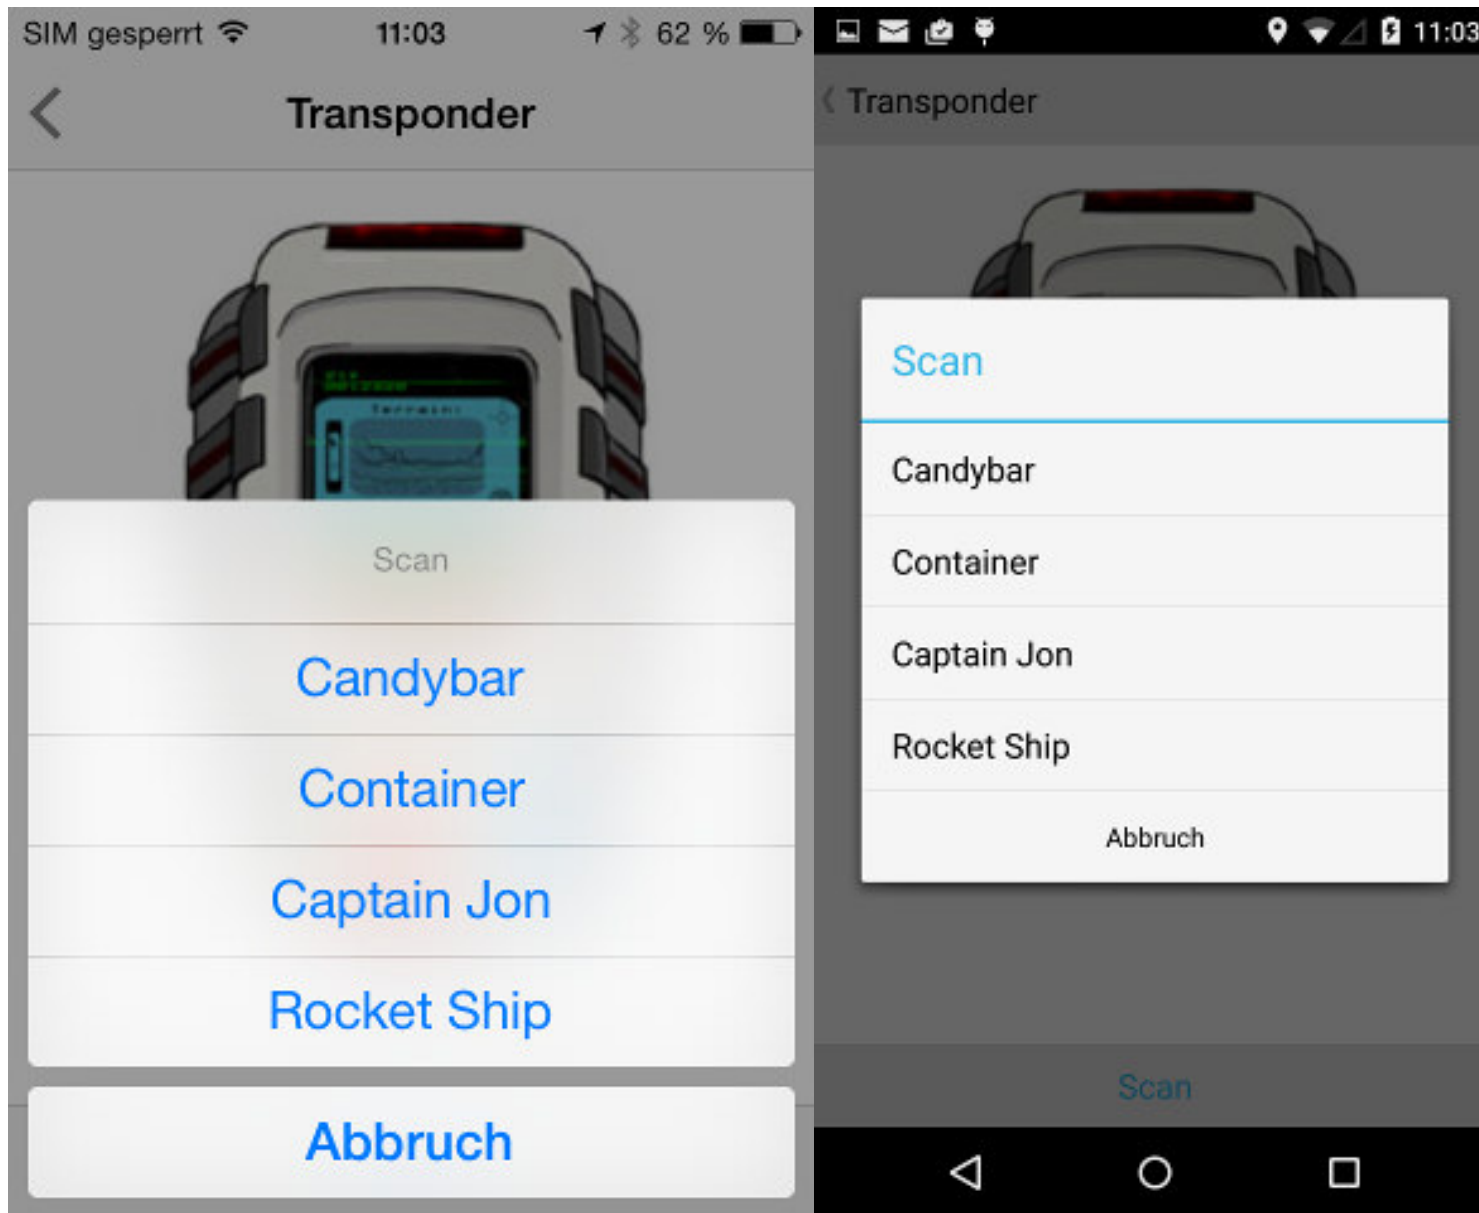 SIM gesperrt 11:03 62 %
Transponder
Scan
Candybar
Container
Captain Jon
Rocket Ship
Abbruch
11:03
Transponder
Scan
Candybar
Container
Captain Jon
Rocket Ship
Abbruch
Scan